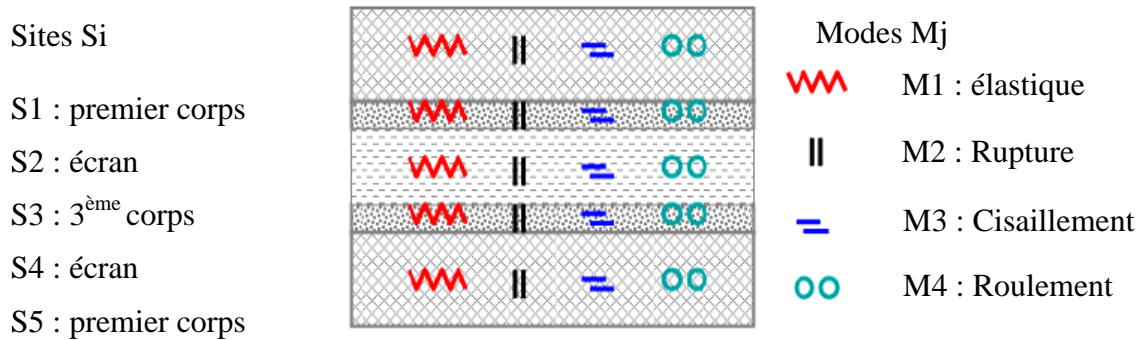 Sites Si
S1 : premier corps
S2 : écran
S3 : 3ème corps
S4 : écran
S5 : premier corps
Modes Mj
M1 : élastique
M2 : Rupture
M3 : Cisaillement
M4 : Roulement